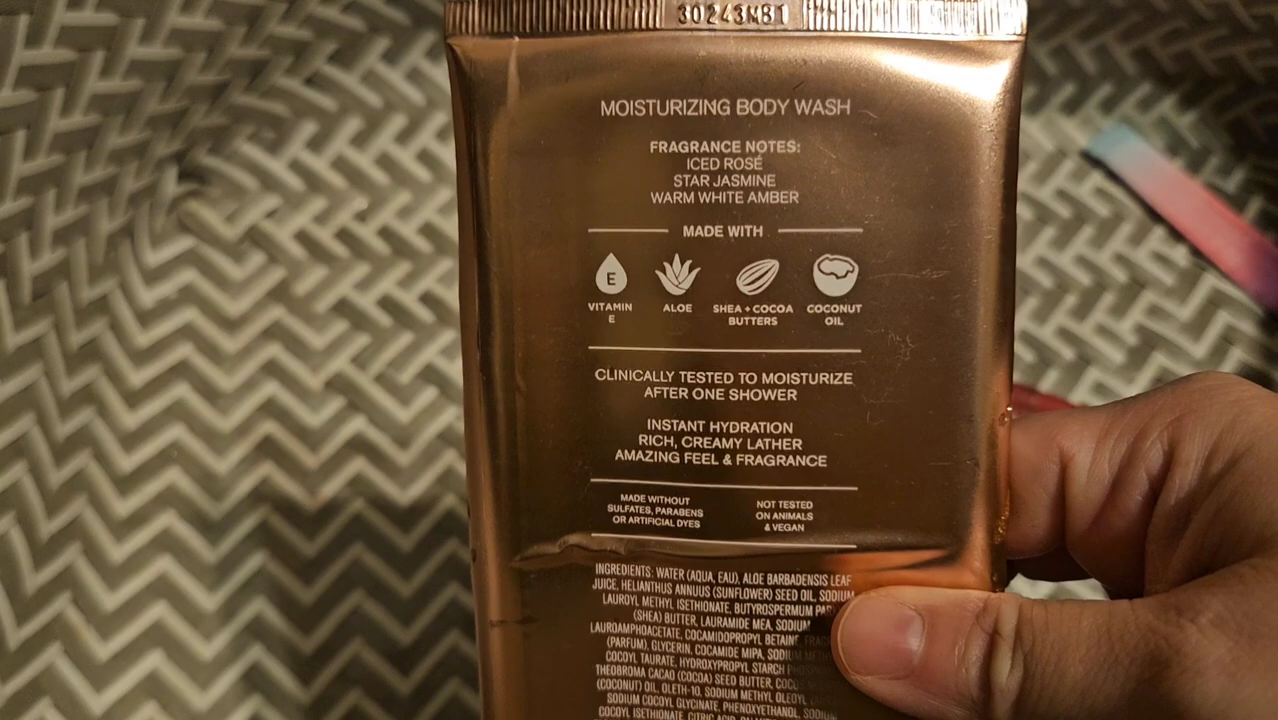 30243MB1
MOISTURIZING BODY WASH
FRAGRANCE NOTES:
ICED ROSÉ
STAR JASMINE
WARM WHITE AMBER
MADE WITH
E
VITAMIN
E
ALOE
SHEA + COCOA
BUTTERS
COCONUT
OIL
CLINICALLY TESTED TO MOISTURIZE
AFTER ONE SHOWER
INSTANT HYDRATION
RICH, CREAMY LATHER
AMAZING FEEL & FRAGRANCE
MADE WITHOUT
SULFATES, PARABENS
OR ARTIFICIAL DYES
NOT TESTED
ON ANIMALS
& VEGAN
INGREDIENTS: WATER (AQUA, EAU), ALOE BARBADENSIS LEAF
JUICE, HELIANTHUS ANNUUS (SUNFLOWER) SEED OIL, SODIUM
LAUROYL METHYL ISETHIONATE, BUTYROSPERMUM
(SHEA) BUTTER, LAURAMIDE MEA, SODIUM
LAUROAMPHOACETATE, COCAMIDOPROPYL BETAINE,
(PARFUM), GLYCERIN, COCAMIDE MIPA, SODIUM
COCOYL TAURATE, HYDROXYPROPYL STARCH
THEOBROMA CACAO (COCOA) SEED BUTTER,
(COCONUT) OIL, OLETH-10, SODIUM METHYL OLEOYL
SODIUM COCOYL GLYCINATE, PHENOXYETHANOL,
COCOYL ISETHIONATE, CITRIC ACID,